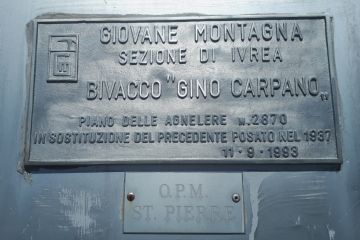 GIOVANE MONTAGNA
SEZIONE DI IVREA
BIVACCO "GINO CARPANO"
PIANO DELLE AGNELERE M.2870
IN SOSTITUZIONE DEL PRECEDENTE POSATO NEL 1937
11-9-1993
O.P.M.
ST. PIERRE